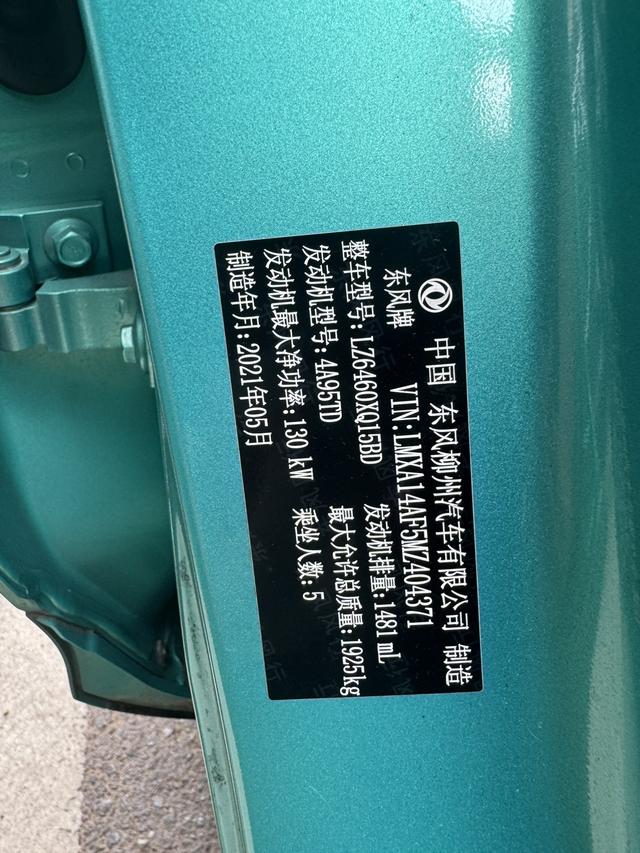 中国 东风柳州汽车有限公司 制造
VIN:LMXA14AF5MZ404371
东风牌 发动机排量:1481 mL
整车型号:LZ6460XQ15BD 最大允许总质量:1925kg
发动机型号:4A95TD 乘坐人数:5
发动机最大净功率:130 kW
制造年月:2021年05月